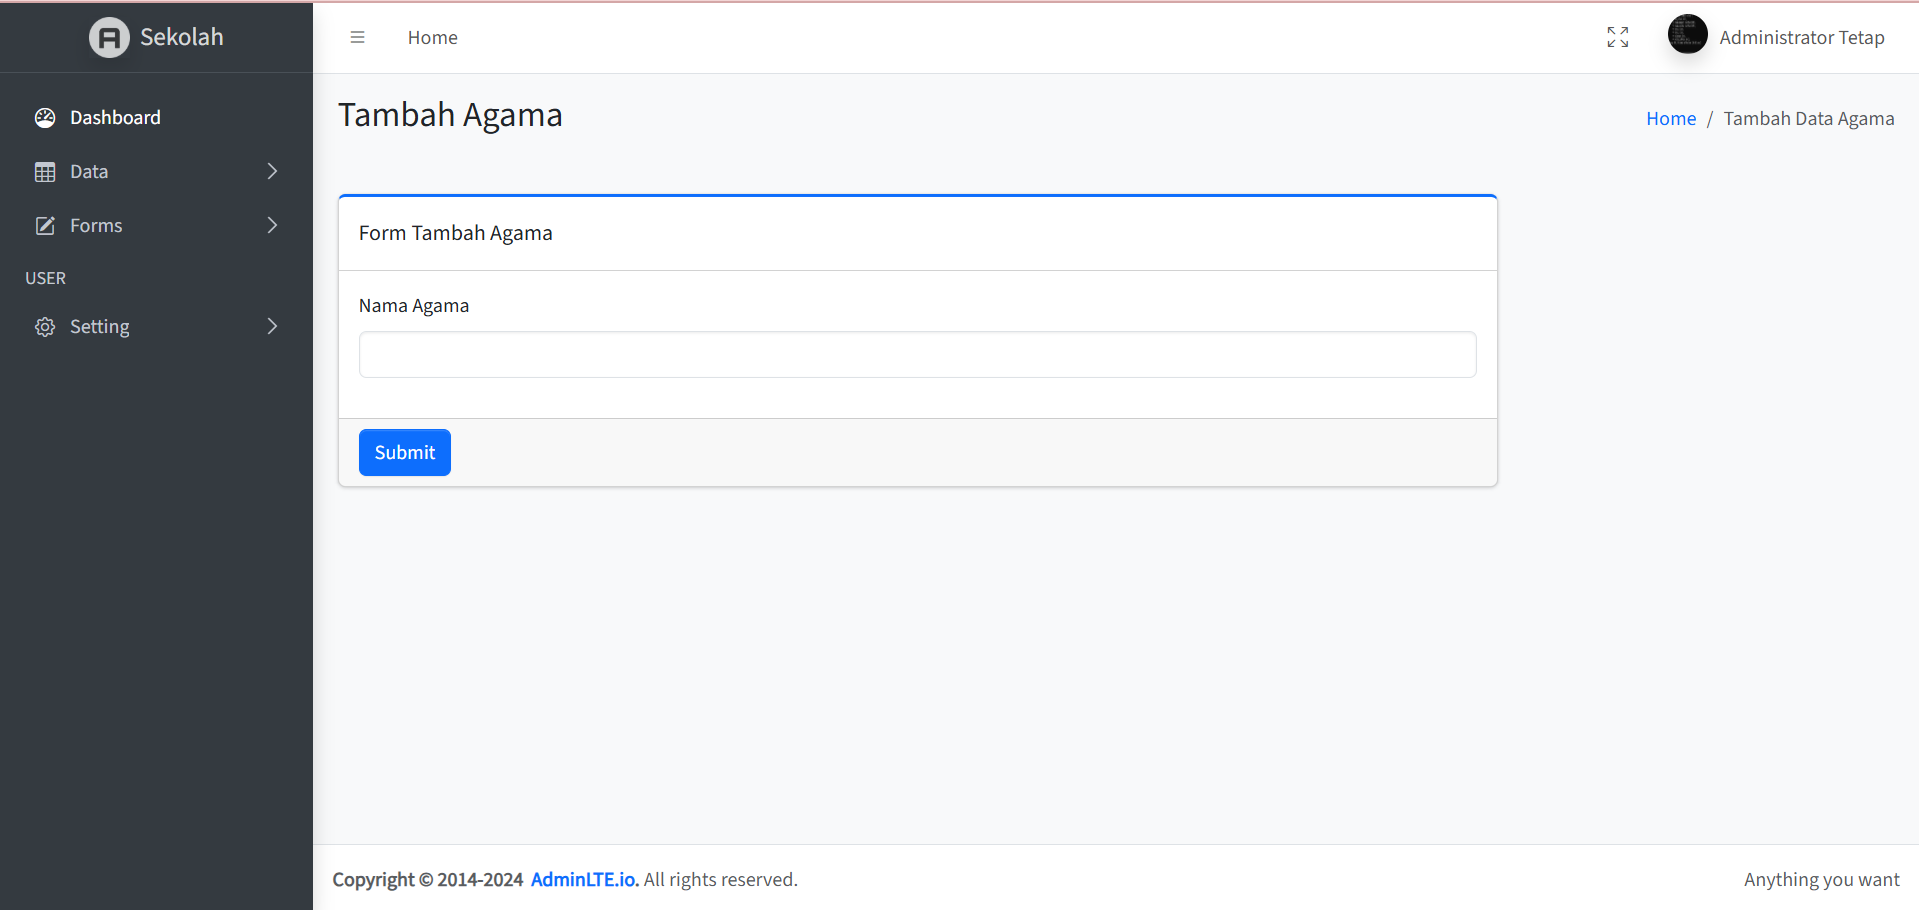 Sekolah
Home
Administrator Tetap
Dashboard
Data
Forms
USER
Setting
Tambah Agama
Home / Tambah Data Agama
Form Tambah Agama
Nama Agama
Submit
Copyright © 2014-2024 AdminLTE.io. All rights reserved.
Anything you want